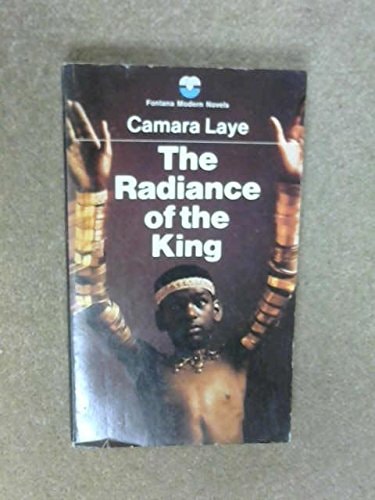 Fontana Modern Novels
Camara Laye
The
Radiance
of the
King